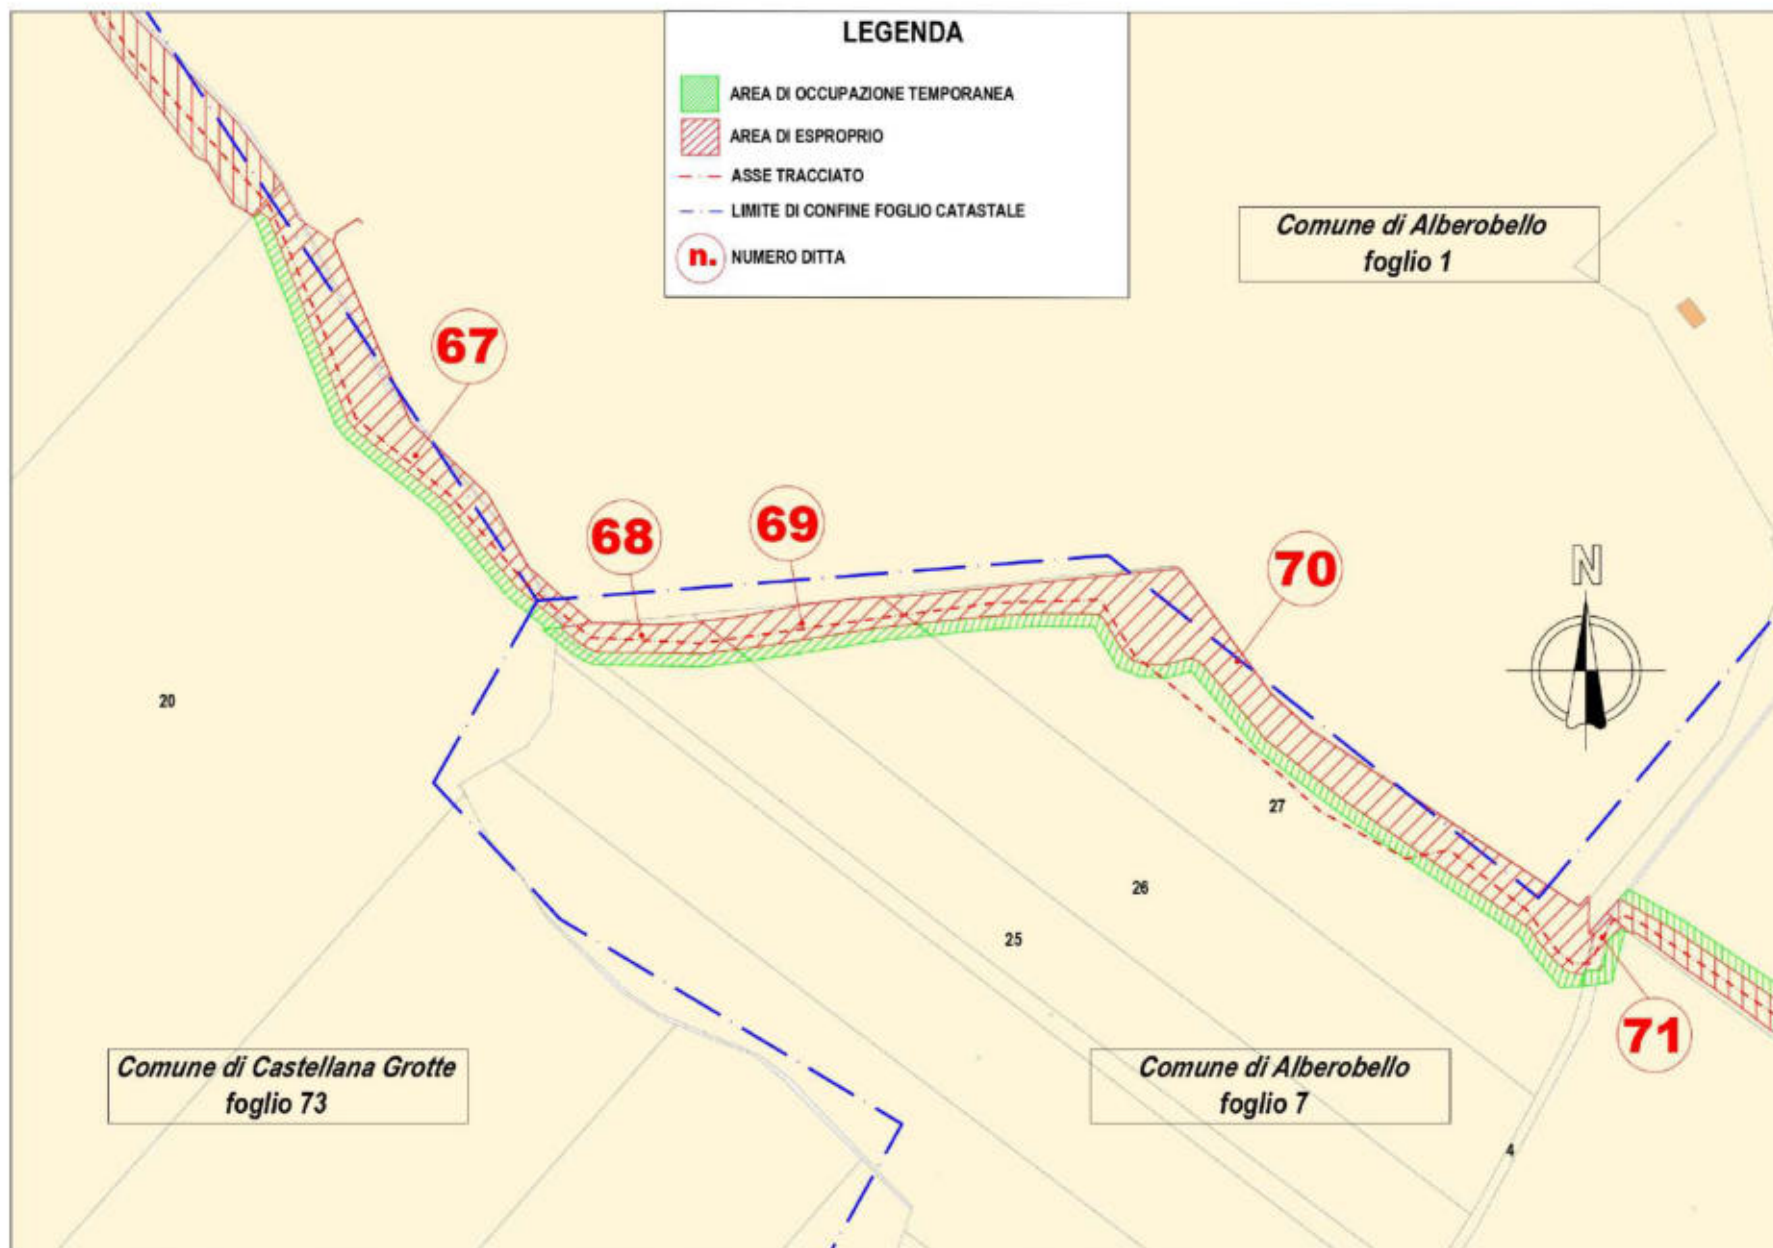 LEGENDA
AREA DI OCCUPAZIONE TEMPORANEA
AREA DI ESPROPRIO
ASSE TRACCIATO
LIMITE DI CONFINE FOGLIO CATASTALE
n. NUMERO DITTA
Comune di Alberobello
foglio 1
67
68
69
70
N
20
27
26
25
71
Comune di Castellana Grotte
foglio 73
Comune di Alberobello
foglio 7
4